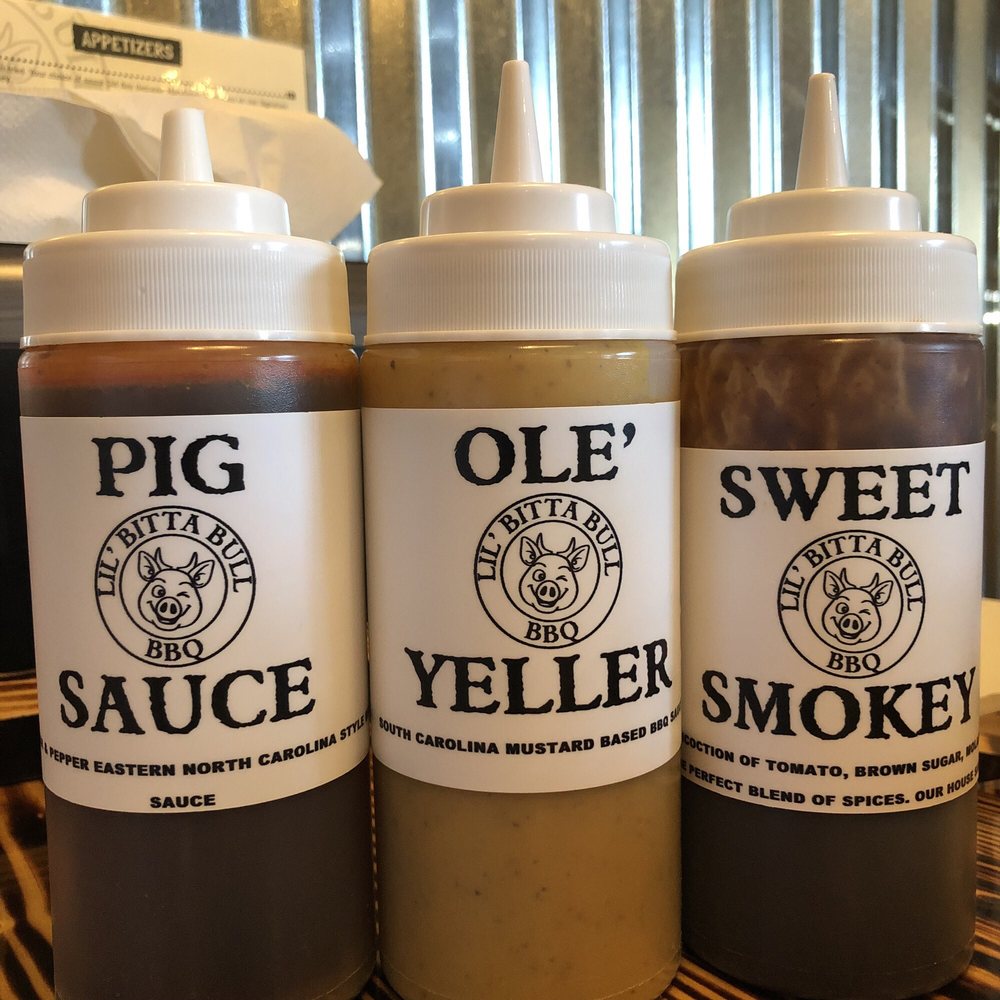 APPETIZERS
PIG
LIL' BITTA BULL
BBQ
SAUCE
& PEPPER EASTERN NORTH CAROLINA STYLE
SAUCE
OLE'
LIL' BITTA BULL
BBQ
YELLER
SOUTH CAROLINA MUSTARD BASED BBQ
SWEET
LIL' BITTA BULL
BBQ
SMOKEY
OF TOMATO, BROWN SUGAR,
PERFECT BLEND OF SPICES. OUR HOUSE